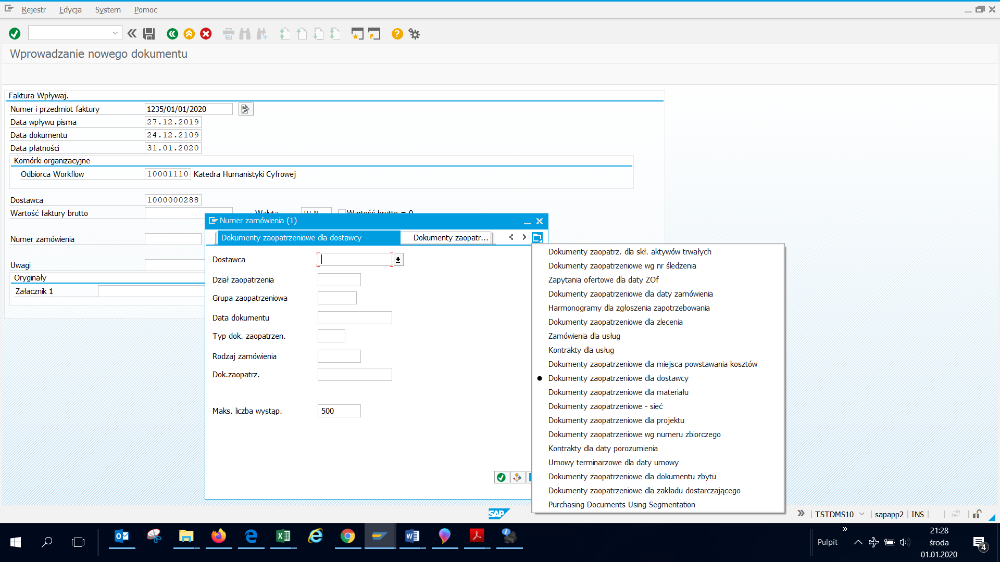 Rejestr Edycja System Pomoc
Wprowadzanie nowego dokumentu
Faktura Wpływaj.
Numer i przedmiot faktury 1235/01/01/2020
Data wpływu pisma 27.12.2019
Data dokumentu 24.12.2109
Data płatności 31.01.2020
Komórki organizacyjne
Odbiorca Workflow 10001110 Katedra Humanistyki Cyfrowej
Dostawca 1000000288
Wartość faktury brutto Waluta PLN Wartość brutto = 0
Numer zamówienia
Uwagi
Oryginały
Załacznik 1
Numer zamówienia (1)
Dokumenty zaopatrzeniowe dla dostawcy Dokumenty zaopatr...
Dostawca
Dział zaopatrzenia
Grupa zaopatrzeniowa
Data dokumentu
Typ dok. zaopatrzen.
Rodzaj zamówienia
Dok.zaopatrz.
Maks. liczba wystąp. 500
Dokumenty zaopatrz. dla skł. aktywów trwałych
Dokumenty zaopatrzeniowe wg nr śledzenia
Zapytania ofertowe dla daty ZOf
Dokumenty zaopatrzeniowe dla daty zamówienia
Harmonogramy dla zgłoszenia zapotrzebowania
Dokumenty zaopatrzeniowe dla zlecenia
Zamówienia dla usług
Kontrakty dla usług
Dokumenty zaopatrzeniowe dla miejsca powstawania kosztów
Dokumenty zaopatrzeniowe dla dostawcy
Dokumenty zaopatrzeniowe dla materiału
Dokumenty zaopatrzeniowe - sieć
Dokumenty zaopatrzeniowe dla projektu
Dokumenty zaopatrzeniowe wg numeru zbiorczego
Kontrakty dla daty porozumienia
Umowy terminarzowe dla daty umowy
Dokumenty zaopatrzeniowe dla dokumentu zbytu
Dokumenty zaopatrzeniowe dla zakładu dostarczającego
Purchasing Documents Using Segmentation
SAP
TSTDMS10 sapapp2 INS
Pulpit
21:28
środa
01.01.2020
4